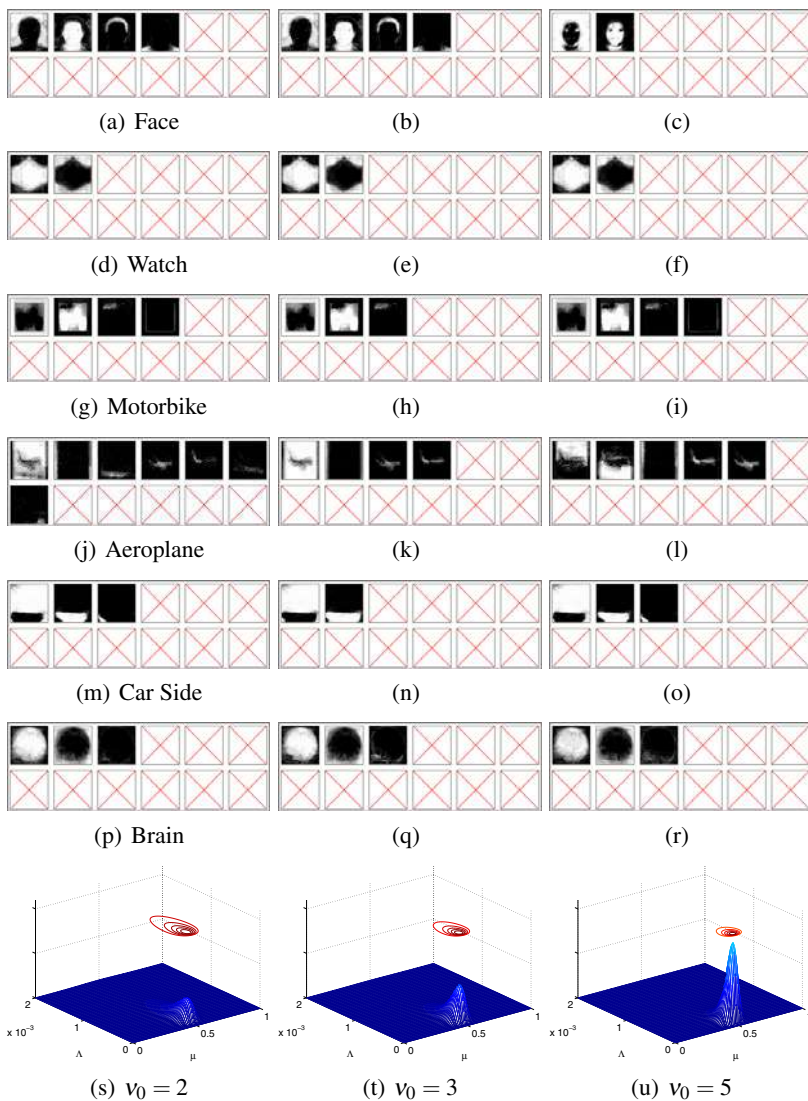 (a) Face (b) (c)
(d) Watch (e) (f)
(g) Motorbike (h) (i)
(j) Aeroplane (k) (l)
(m) Car Side (n) (o)
(p) Brain (q) (r)
2 2 2
x 10⁻³ x 10⁻³ x 10⁻³
1 1 1
1 1 1
0.5 0.5 0.5
0 0 0 0 0 0
Λ μ Λ μ Λ μ
(s) ν₀ = 2 (t) ν₀ = 3 (u) ν₀ = 5